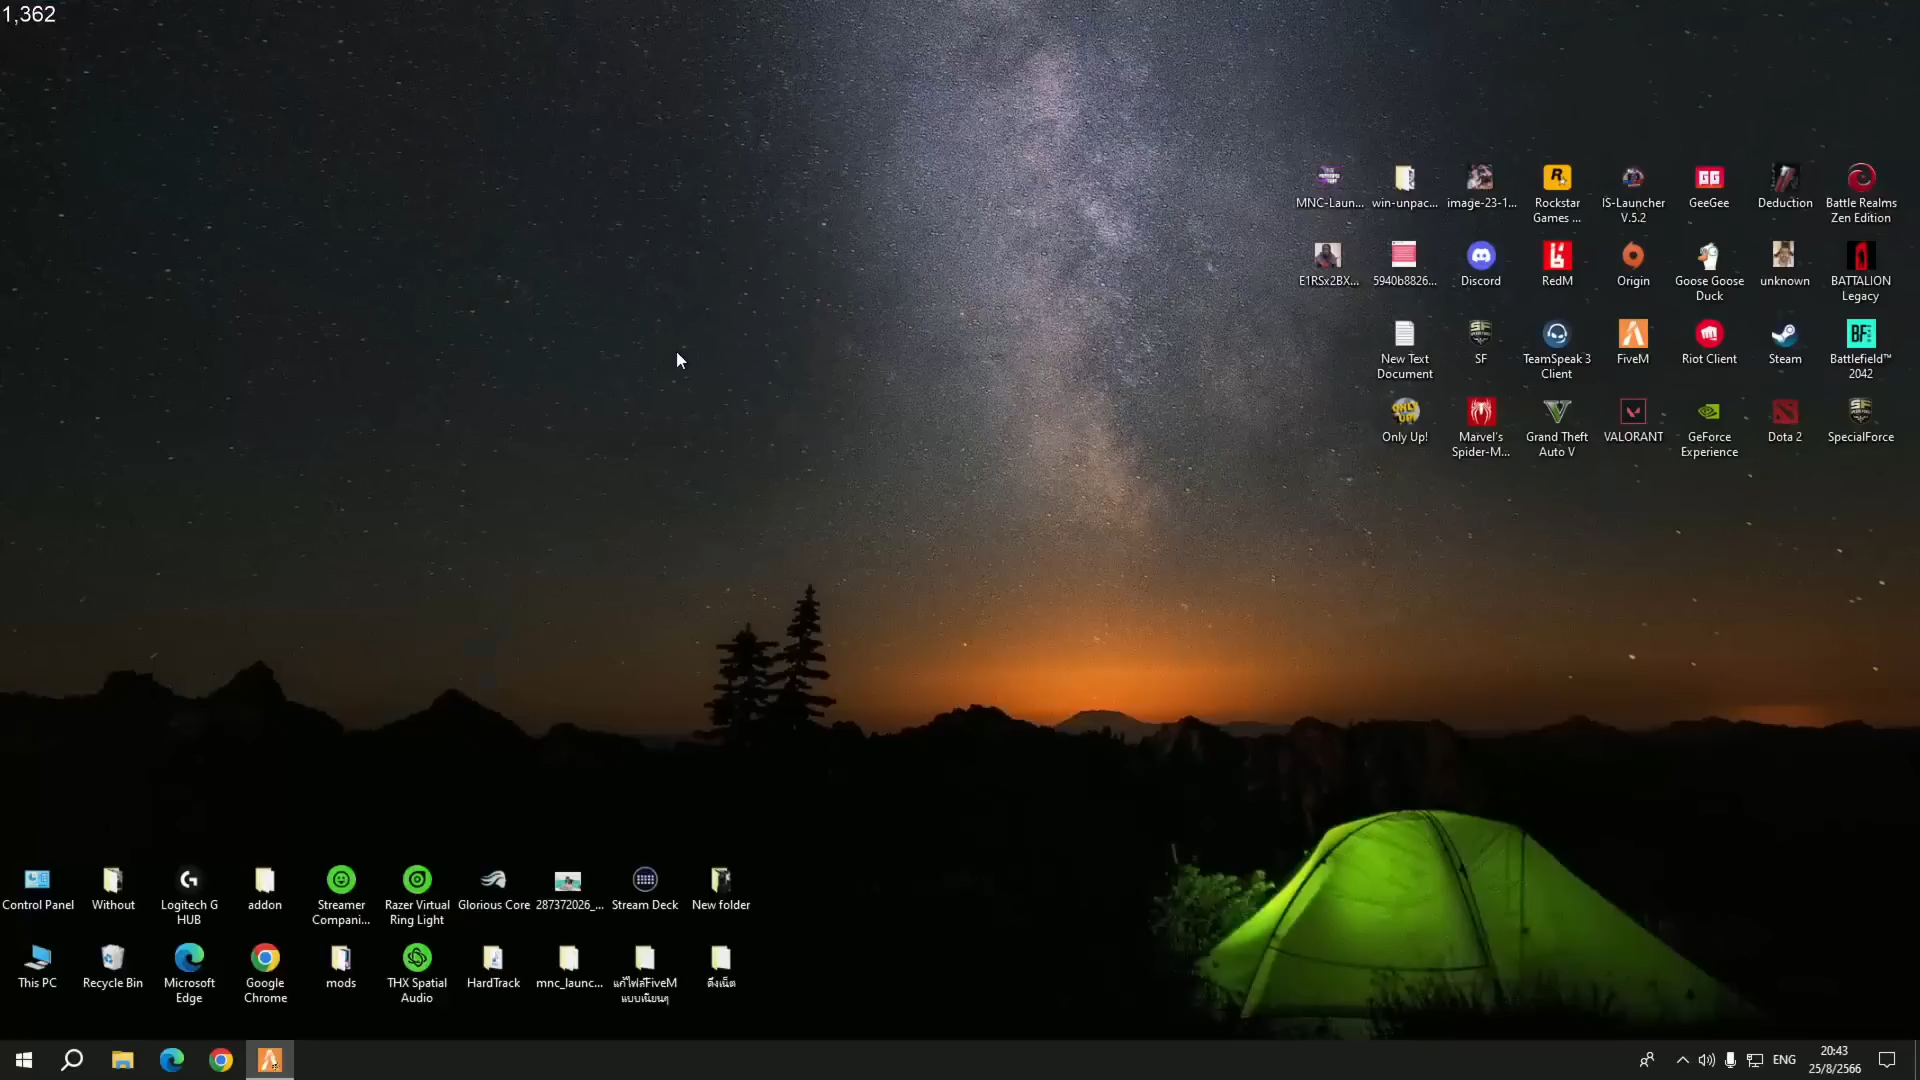 1,362
MNC-Laun...
win-unpac...
image-23-1...
Rockstar
Games ...
IS-Launcher
V.5.2
GeeGee
Deduction
Battle Realms
Zen Edition
E1RSx2BX...
5940b8826...
Discord
RedM
Origin
Goose Goose
Duck
unknown
BATTALION
Legacy
New Text
Document
SF
TeamSpeak 3
Client
FiveM
Riot Client
Steam
Battlefield™
2042
Only Up!
Marvel's
Spider-M...
Grand Theft
Auto V
VALORANT
GeForce
Experience
Dota 2
SpecialForce
Control Panel
Without
Logitech G
HUB
addon
Streamer
Compani...
Razer Virtual
Ring Light
Glorious Core
287372026_...
Stream Deck
New folder
This PC
Recycle Bin
Microsoft
Edge
Google
Chrome
mods
THX Spatial
Audio
HardTrack
mnc_launc...
แก้ไฟล์FiveM
แบบเนียนๆ
ดึงเน็ต
ENG
20:43
25/8/2566